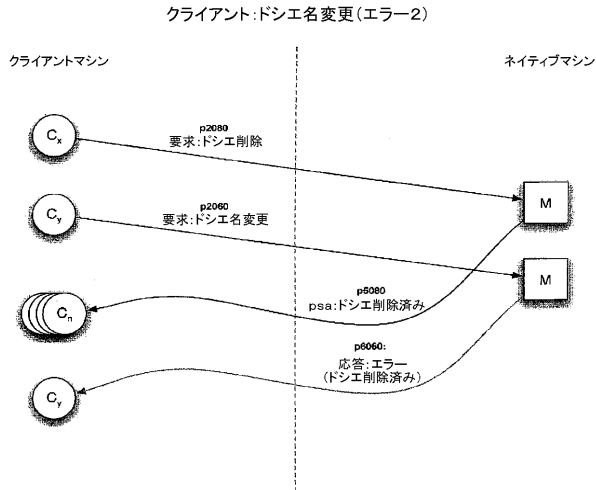 クライアント:ドシエ名変更(エラー2)
クライアントマシン
ネイティブマシン
Cx
p2080
要求:ドシエ削除
M
Cy
p2060
要求:ドシエ名変更
M
p5080
psa:ドシエ削除済み
Cn
p6060:
応答:エラー
(ドシエ削除済み)
Cy